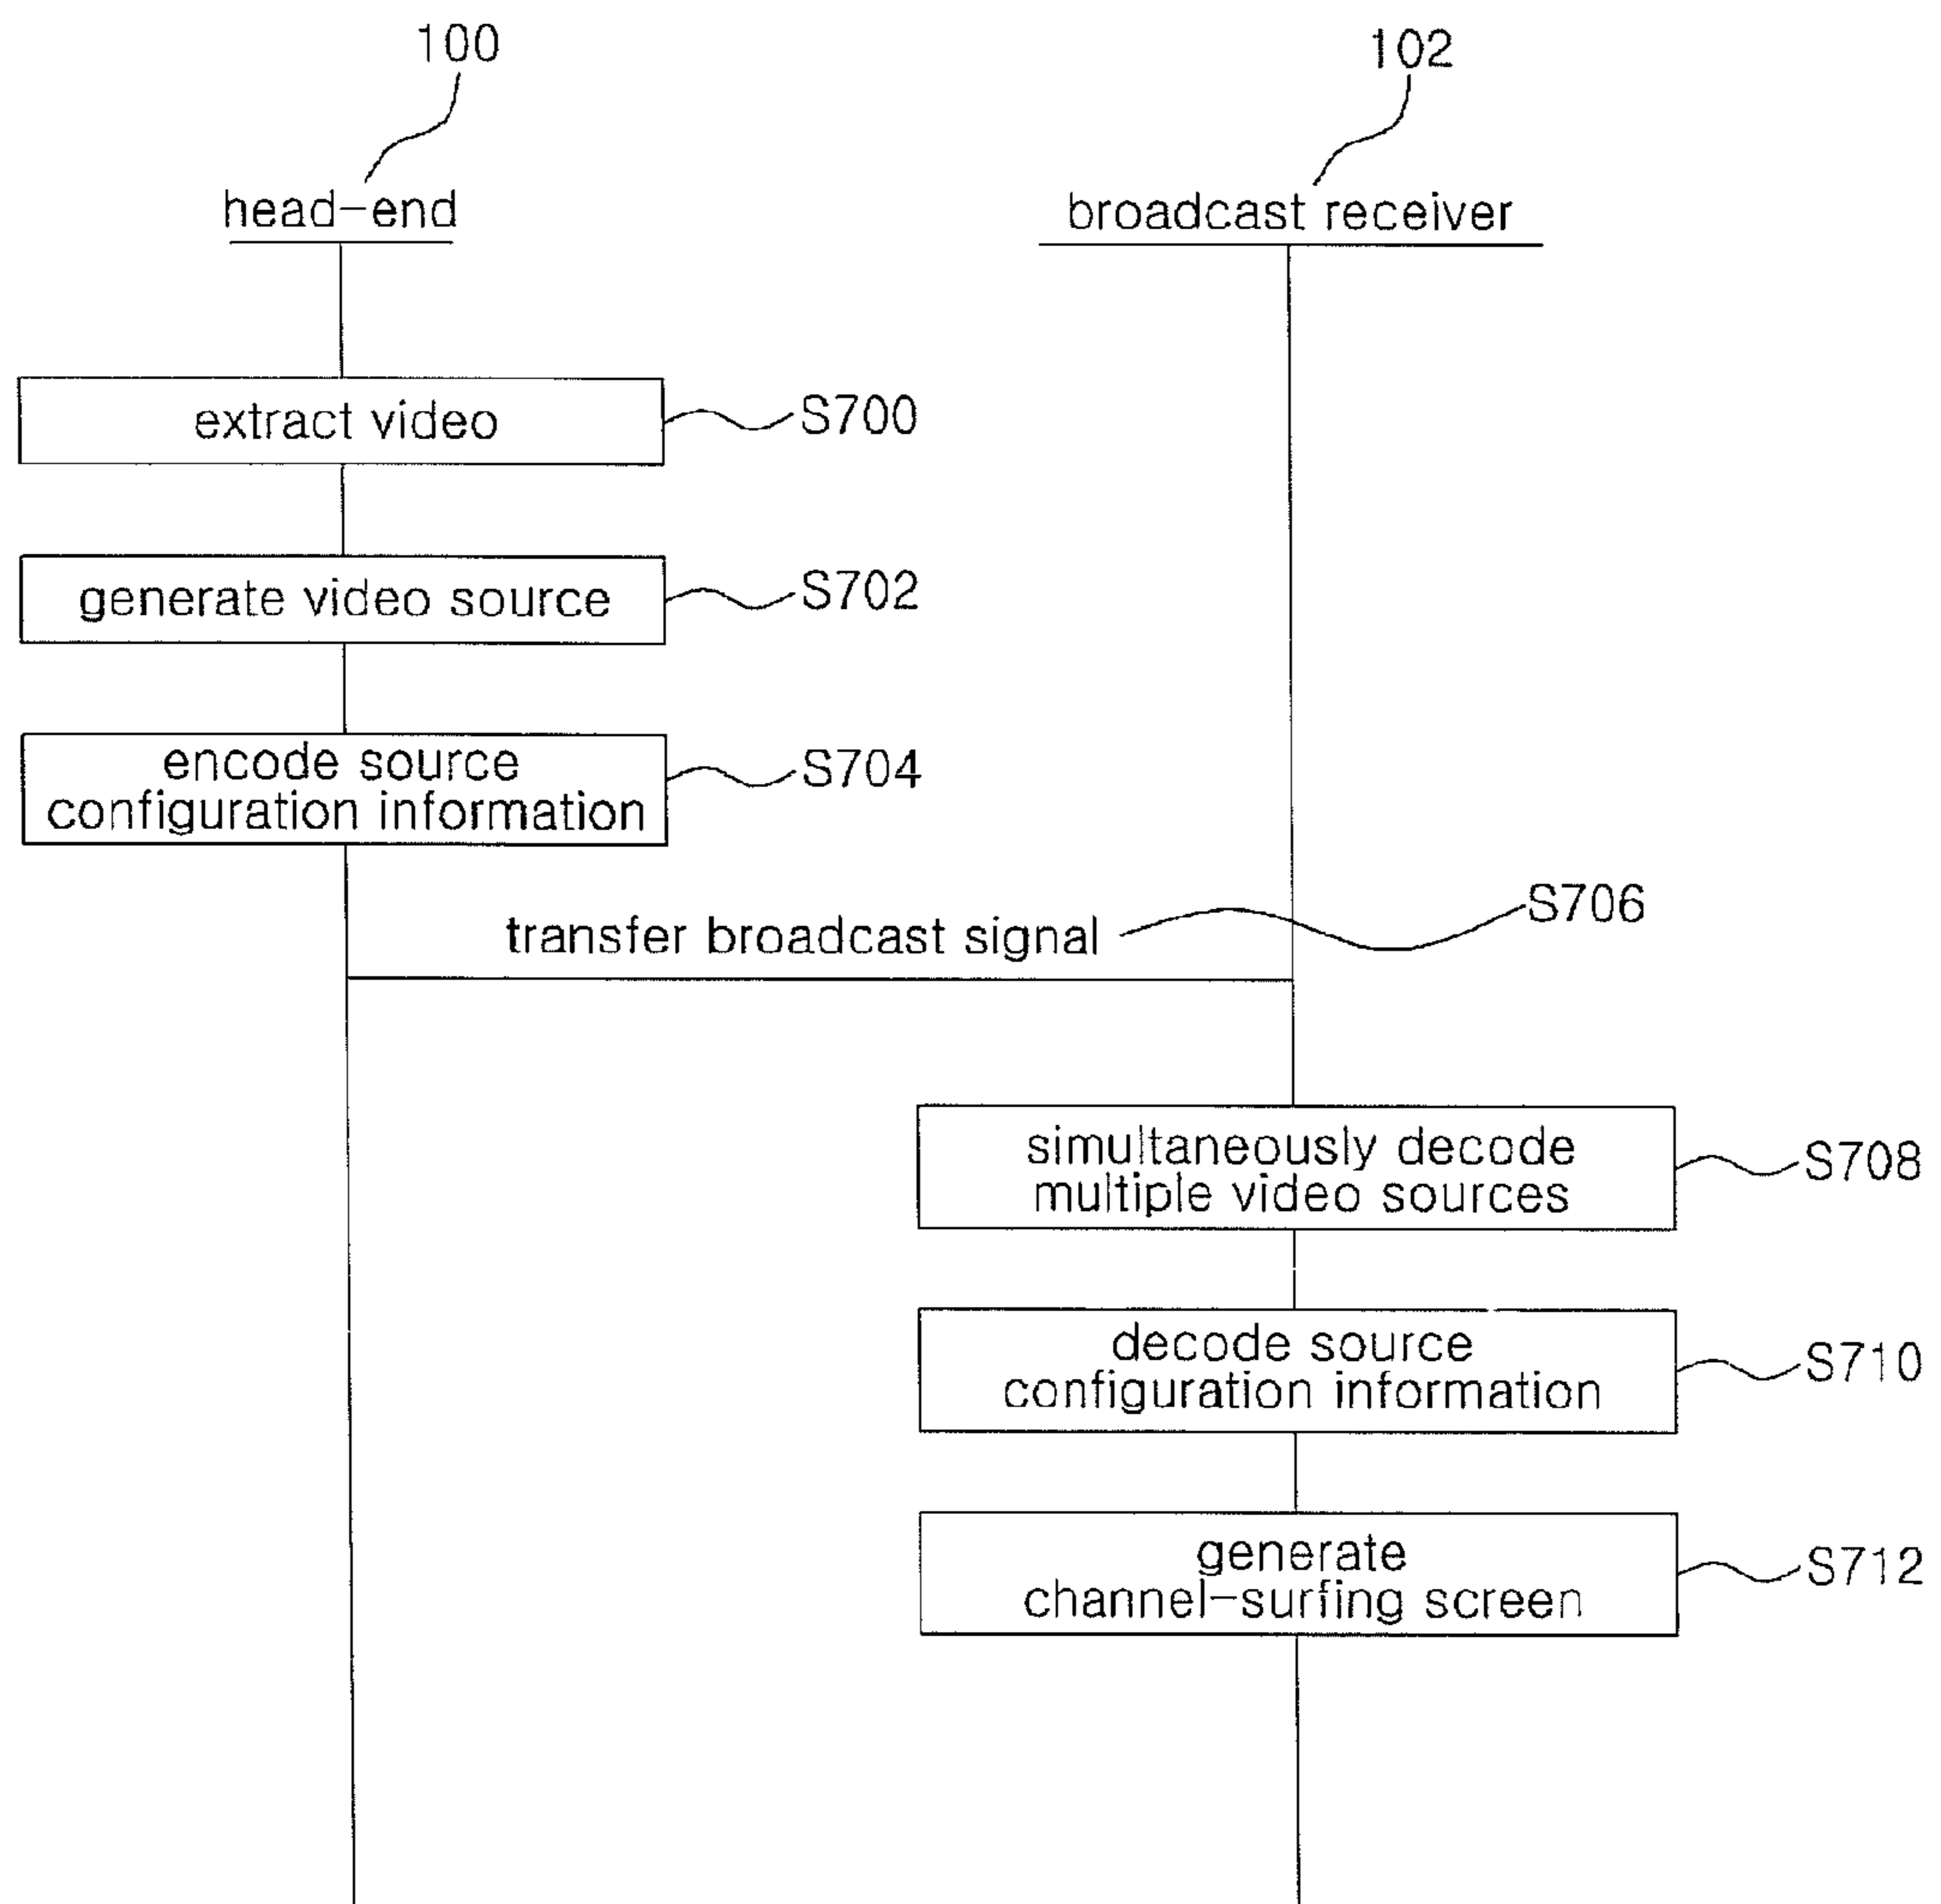 100
102
head-end
broadcast receiver
extract video
S700
generate video source
S702
encode source
configuration information
S704
transfer broadcast signal
S706
simultaneously decode
multiple video sources
S708
decode source
configuration information
S710
generate
channel-surfing screen
S712